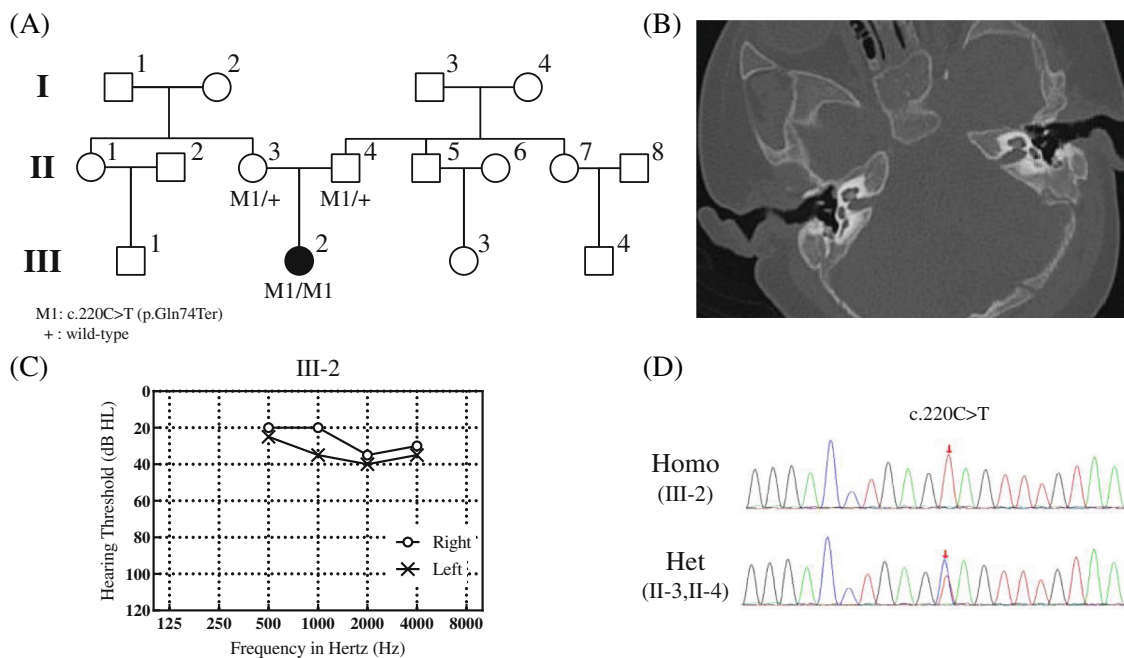 (A)
1
2
3
4
I
1
2
3
4
5
6
7
8
II
M1/+
M1/+
1
2
3
4
III
M1/M1
M1: c.220C>T (p.Gln74Ter)
+ : wild-type
(B)
(C)
III-2
Hearing Threshold (dB HL)
0
20
40
60
80
100
120
Right
Left
125 250 500 1000 2000 4000 8000
Frequency in Hertz (Hz)
(D)
c.220C>T
Homo
(III-2)
Het
(II-3,II-4)